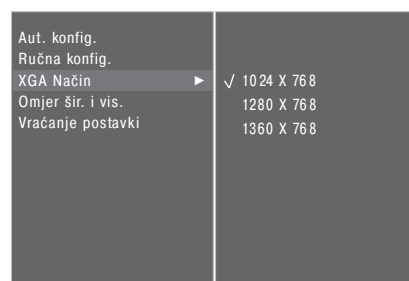 Aut. konfig.
Ručna konfig.
XGA Način ►
Omjer šir. i vis.
Vraćanje postavki
√ 1024 X 768
1280 X 768
1360 X 768